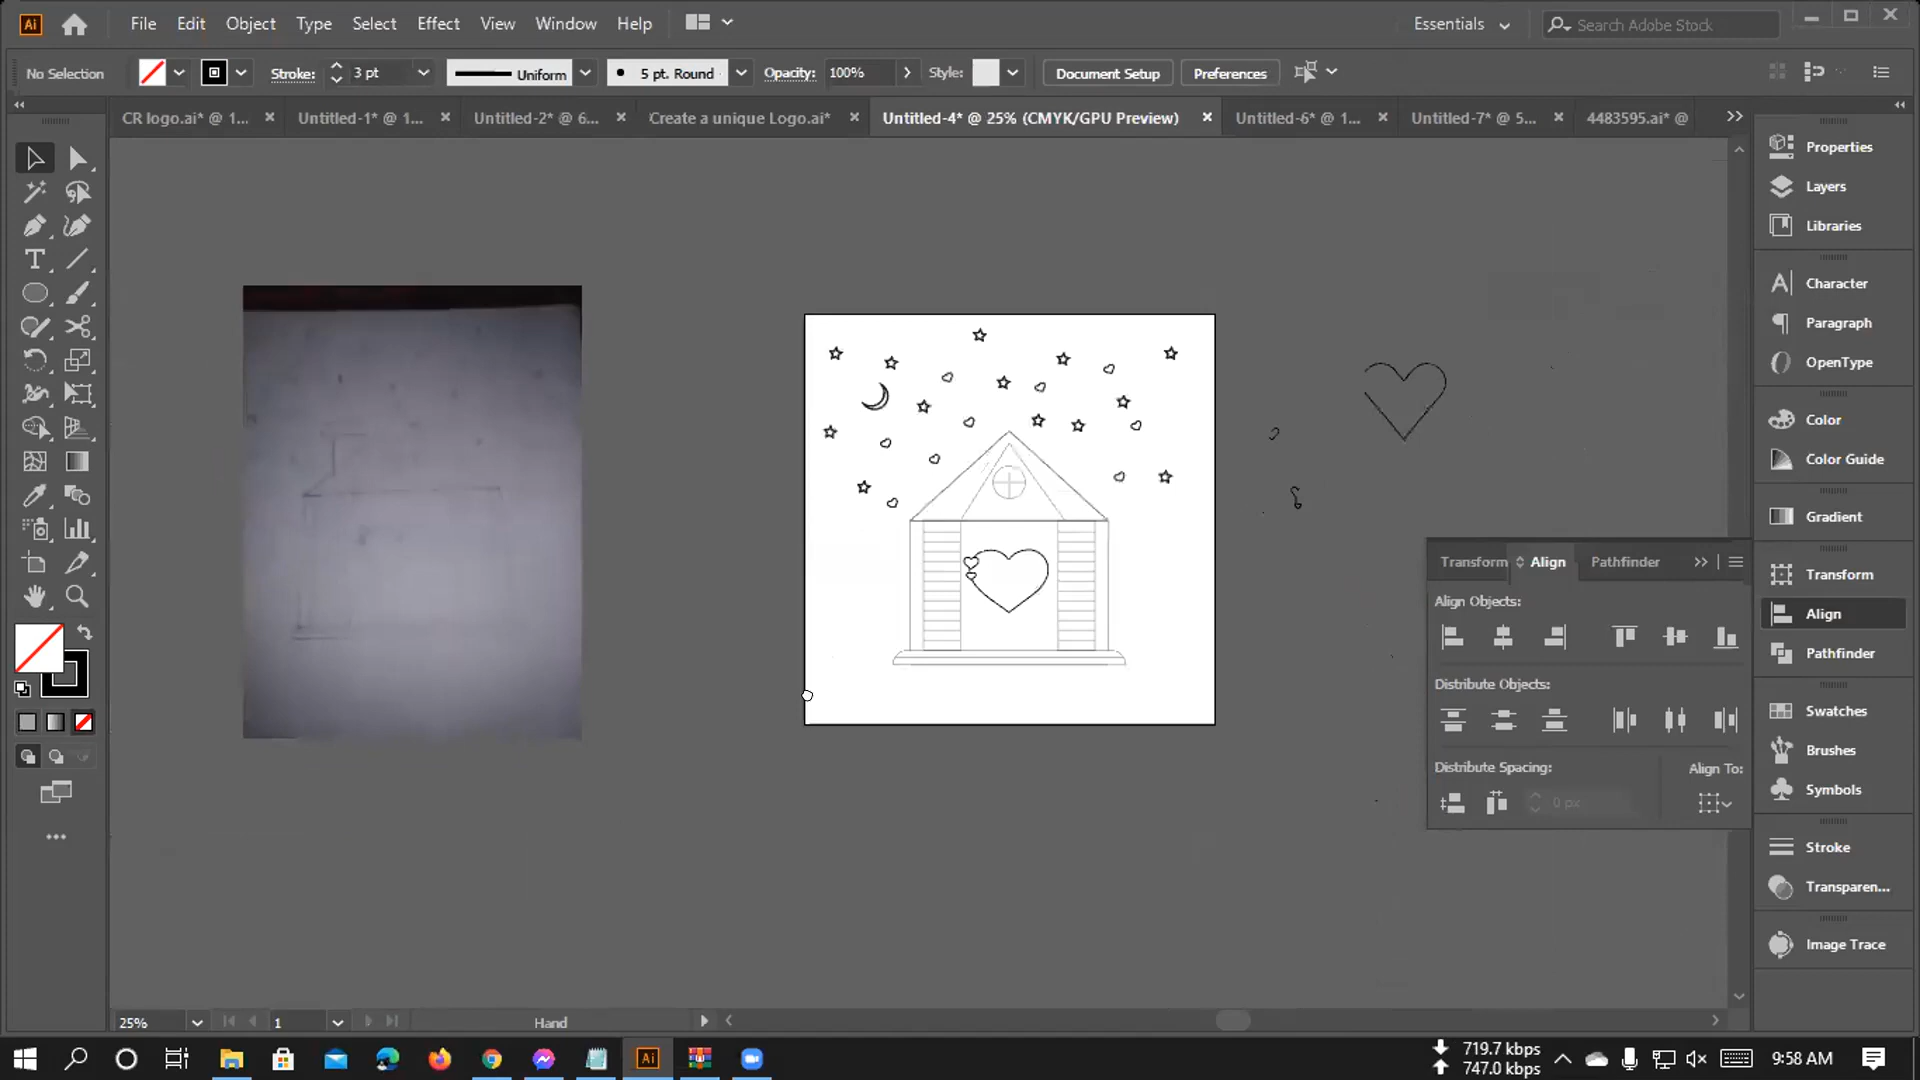 Ai File Edit Object Type Select Effect View Window Help Essentials Search Adobe Stock
No Selection Stroke: 3 pt Uniform 5 pt. Round Opacity: 100% Style: Document Setup Preferences
CR logo.ai* @ 1... Untitled-1* @ 1... Untitled-2* @ 6... Create a unique Logo.ai* Untitled-4* @ 25% (CMYK/GPU Preview) Untitled-6* @ 1... Untitled-7* @ 5... 4483595.ai* @
Properties
Layers
Libraries
Character
Paragraph
OpenType
Color
Color Guide
Gradient
Transform
Align
Pathfinder
Swatches
Brushes
Symbols
Stroke
Transparen...
Image Trace
Transform Align Pathfinder
Align Objects:
Distribute Objects:
Distribute Spacing: Align To:
0 px
25% 1 Hand
Ai 719.7 kbps
747.0 kbps
9:58 AM